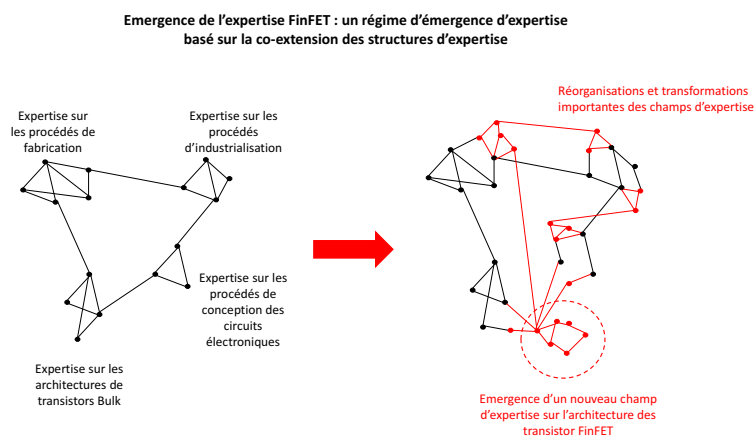 Emergence de l'expertise FinFET : un régime d'émergence d'expertise
basé sur la co-extension des structures d'expertise
Expertise sur
les procédés de
fabrication
Expertise sur les
procédés
d'industrialisation
Expertise sur les
procédés de
conception des
circuits
électroniques
Expertise sur les
architectures de
transistors Bulk
Réorganisations et transformations
importantes des champs d'expertise
Emergence d'un nouveau champ
d'expertise sur l'architecture des
transistor FinFET